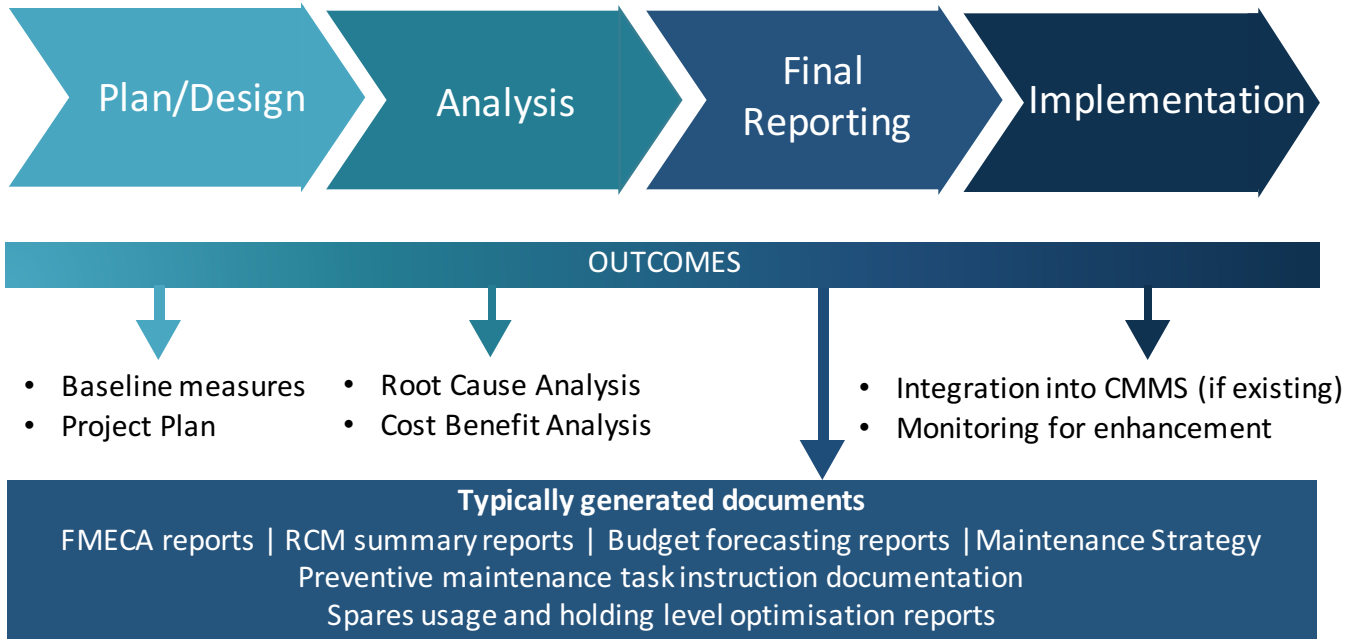 Plan/Design
Analysis
Final
Reporting
Implementation
OUTCOMES
• Baseline measures
• Project Plan
• Root Cause Analysis
• Cost Benefit Analysis
• Integration into CMMS (if existing)
• Monitoring for enhancement
Typically generated documents
FMECA reports | RCM summary reports | Budget forecasting reports |Maintenance Strategy
Preventive maintenance task instruction documentation
Spares usage and holding level optimisation reports